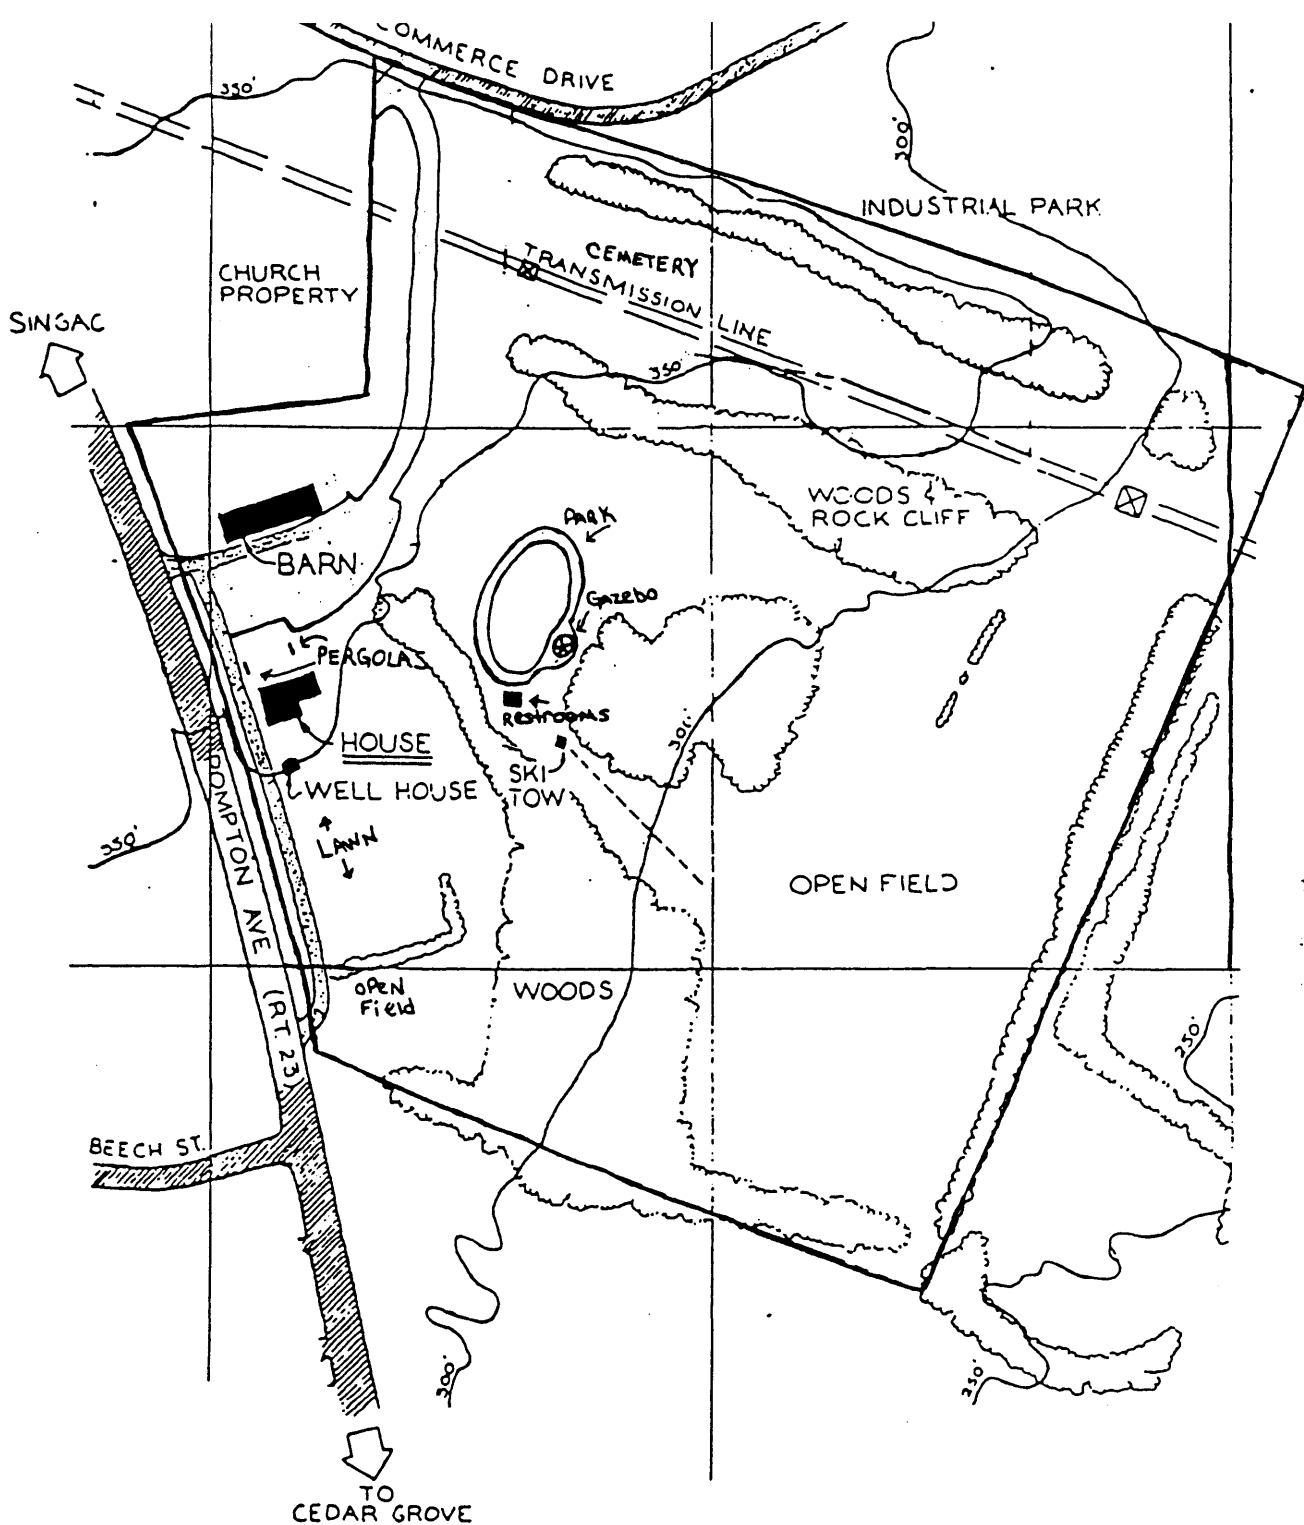 COMMERCE DRIVE
350'
300'
INDUSTRIAL PARK
CEMETERY
TRANSMISSION LINE
CHURCH
PROPERTY
SINGAC
350'
WOODS &
ROCK CLIFF
PARK
BARN
GAZEBO
PERGOLAS
RESTROOMS
HOUSE
300'
SKI
TOW
WELL HOUSE
LAWN
350'
POMPTON AVE (RT. 23)
OPEN FIELD
OPEN
Field
WOODS
250'
BEECH ST.
300'
250'
TO
CEDAR GROVE